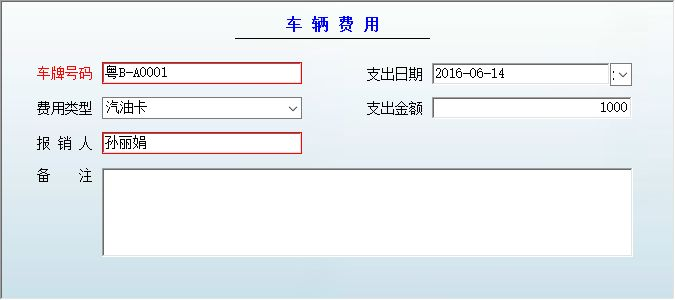 车辆费用
车牌号码 粤B-A0001 支出日期 2016-06-14
费用类型 汽油卡 支出金额 1000
报销人 孙丽娟
备注